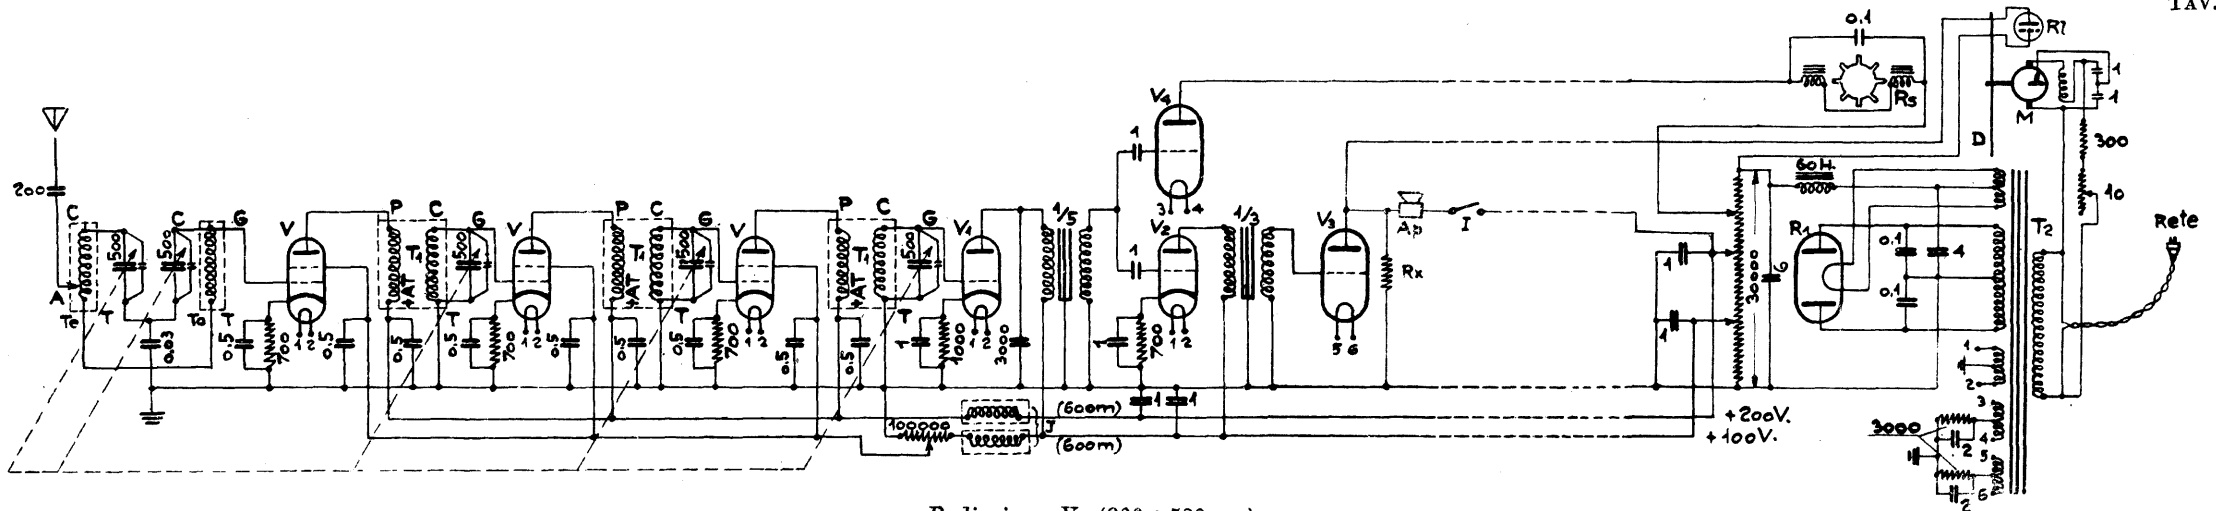 TAV.
0.1
Rl
1
1
M
300
10
Rs
D
60H.
200
C
500
C
500
G
A
Te
T
0.03
To
T
V
0.5
700
1 2
0.5
P
C
G
T1
+AT
500
T
V
0.5
0.5
700
1 2
0.5
P
C
G
T1
+AT
500
T
V
0.5
0.5
700
1 2
0.5
P
C
G
T1
+AT
500
T
V1
0.5
1
1000
1 2
3000
1/5
V4
1
3 4
1
V2
1
700
1 2
1/3
V3
5 6
Ap
I
Rx
1
1
30000
6
R1
0.1
0.1
4
T2
Rete
1
2
3
4
5
6
3000
2
2
100000
J
(600m)
(600m)
1
1
+200V.
+100V.